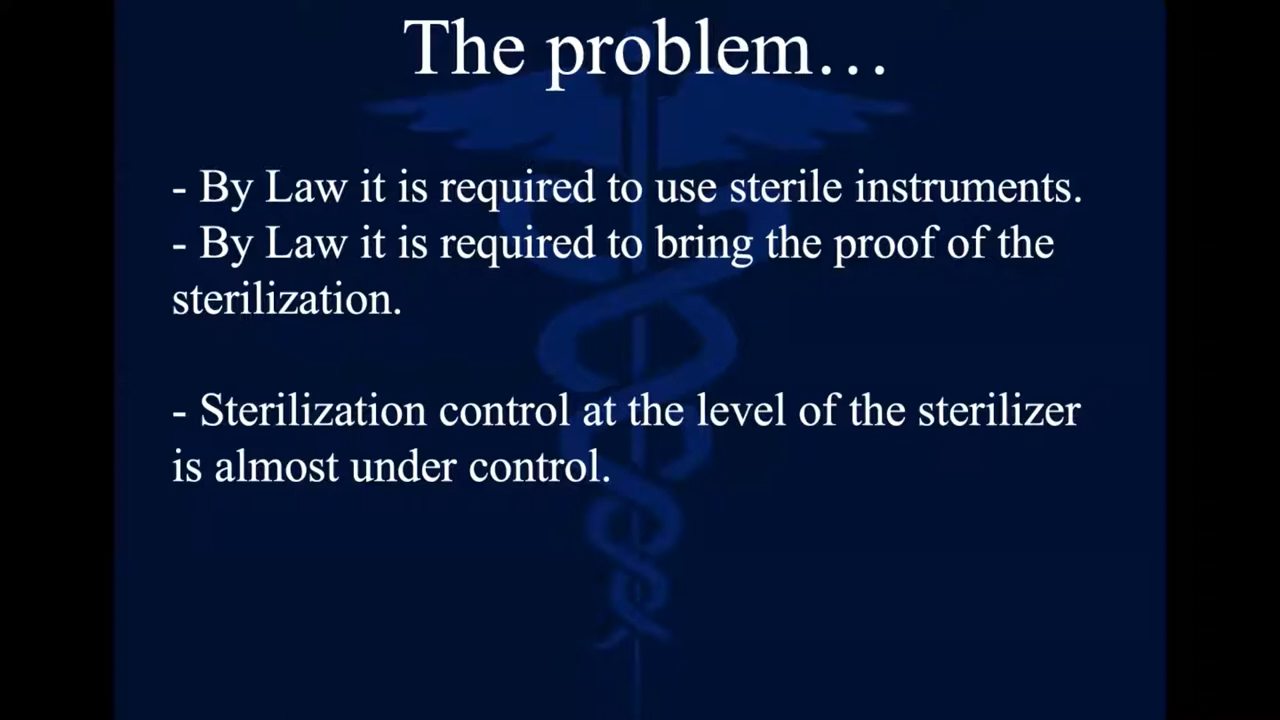 The problem…
- By Law it is required to use sterile instruments.
- By Law it is required to bring the proof of the
sterilization.
- Sterilization control at the level of the sterilizer
is almost under control.